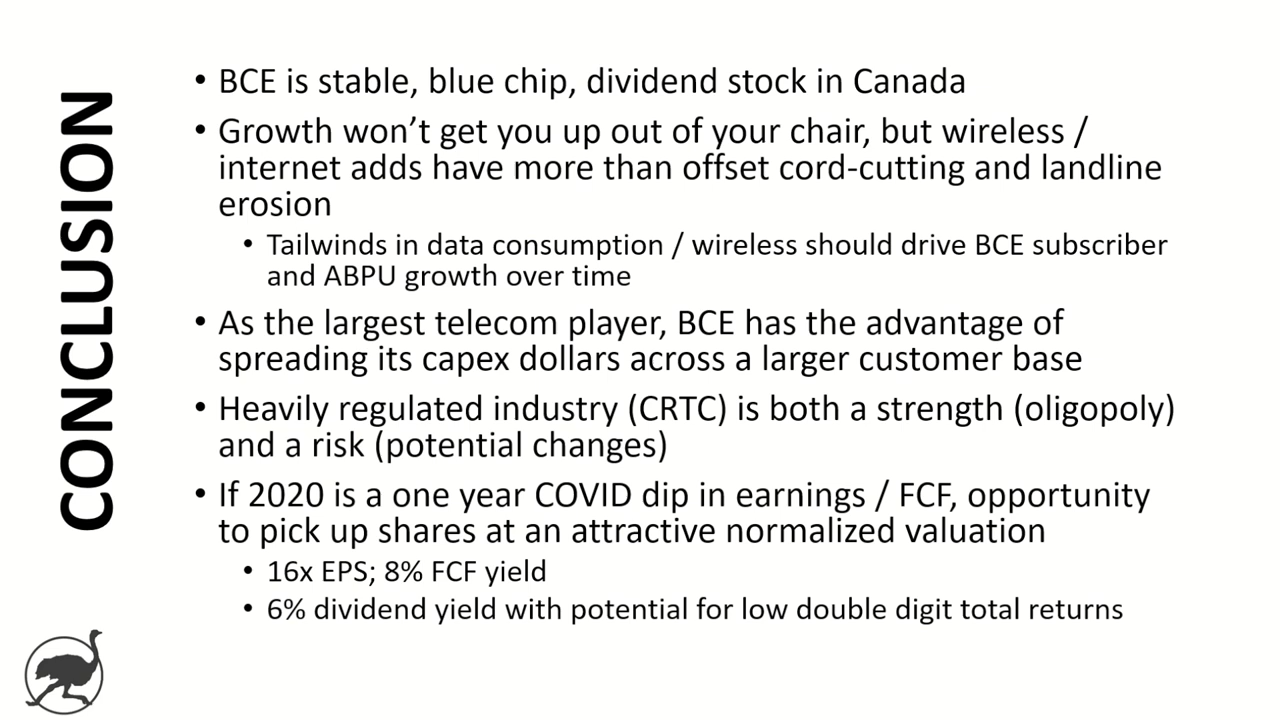 CONCLUSION
• BCE is stable, blue chip, dividend stock in Canada
• Growth won’t get you up out of your chair, but wireless /
internet adds have more than offset cord-cutting and landline
erosion
• Tailwinds in data consumption / wireless should drive BCE subscriber
and ABPU growth over time
• As the largest telecom player, BCE has the advantage of
spreading its capex dollars across a larger customer base
• Heavily regulated industry (CRTC) is both a strength (oligopoly)
and a risk (potential changes)
• If 2020 is a one year COVID dip in earnings / FCF, opportunity
to pick up shares at an attractive normalized valuation
• 16x EPS; 8% FCF yield
• 6% dividend yield with potential for low double digit total returns